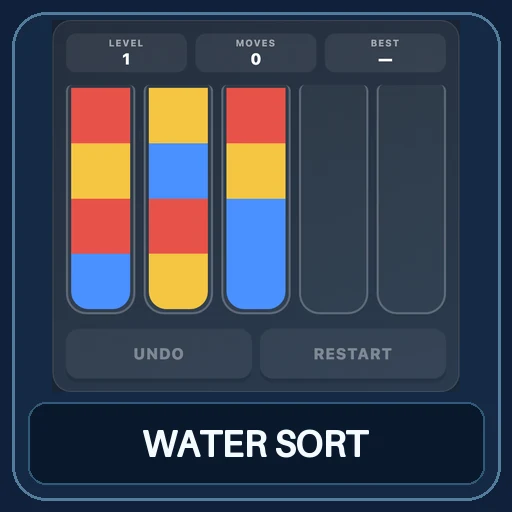 LEVEL MOVES BEST
1 0 —
UNDO RESTART
WATER SORT